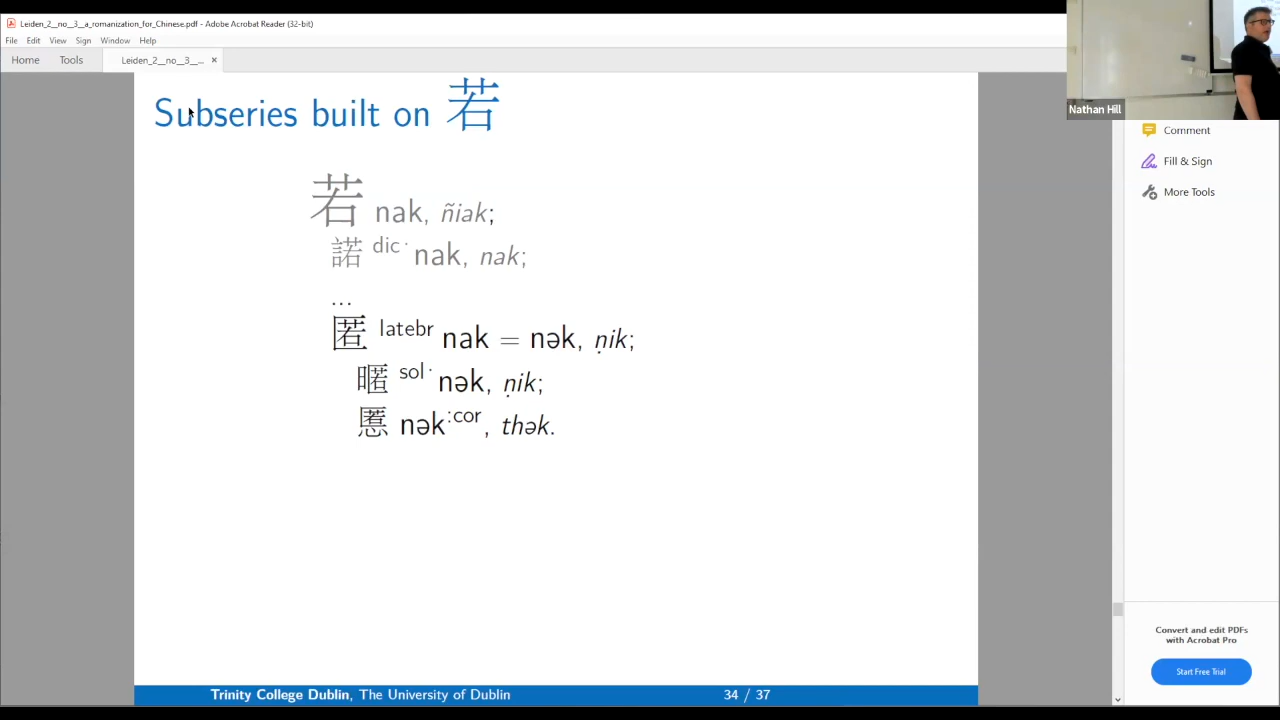 Leiden_2__no__3__a_romanization_for_Chinese.pdf - Adobe Acrobat Reader (32-bit)
File Edit View Sign Window Help
Home Tools Leiden_2__no__3__... ×
Nathan Hill
Subseries built on 若
若 nak, ñiak;
諾 dic· nak, nak;
...
匿 latebr nak = nək, ṇik;
暱 sol· nək, ṇik;
慝 nək:cor, thək.
Comment
Fill & Sign
More Tools
Convert and edit PDFs
with Acrobat Pro
Start Free Trial
Trinity College Dublin, The University of Dublin 34 / 37